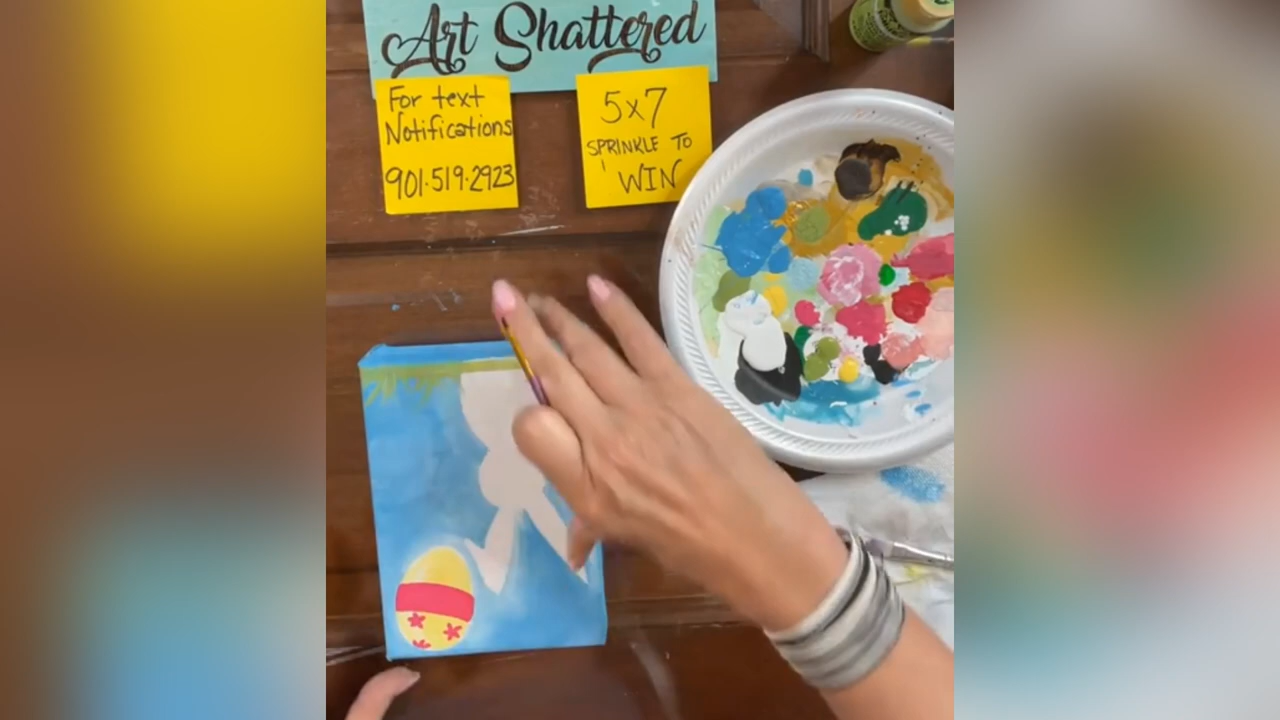 Art Shattered
For text
Notifications
901.519.2923
5x7
SPRINKLE TO
WIN